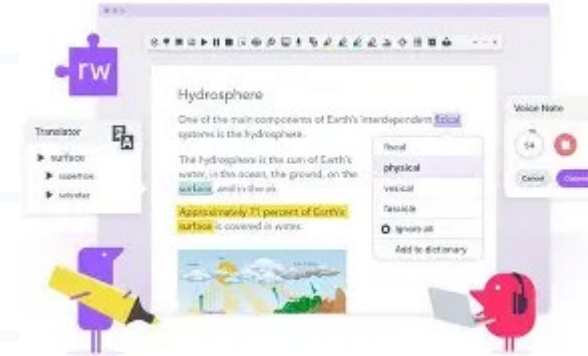 rw
Hydrosphere
One of the main components of Earth's interdependent fizical
systems is the hydrosphere.
Voice Note
Translator
surface
fiscal
physical
vesical
fascicle
Ignore all
Add to dictionary
54
Cancel
The hydrosphere is the sum of Earth's
water, in the ocean, the ground, on the
surface, and in the air.
Approximately 71 percent of Earth's
surface is covered in water.